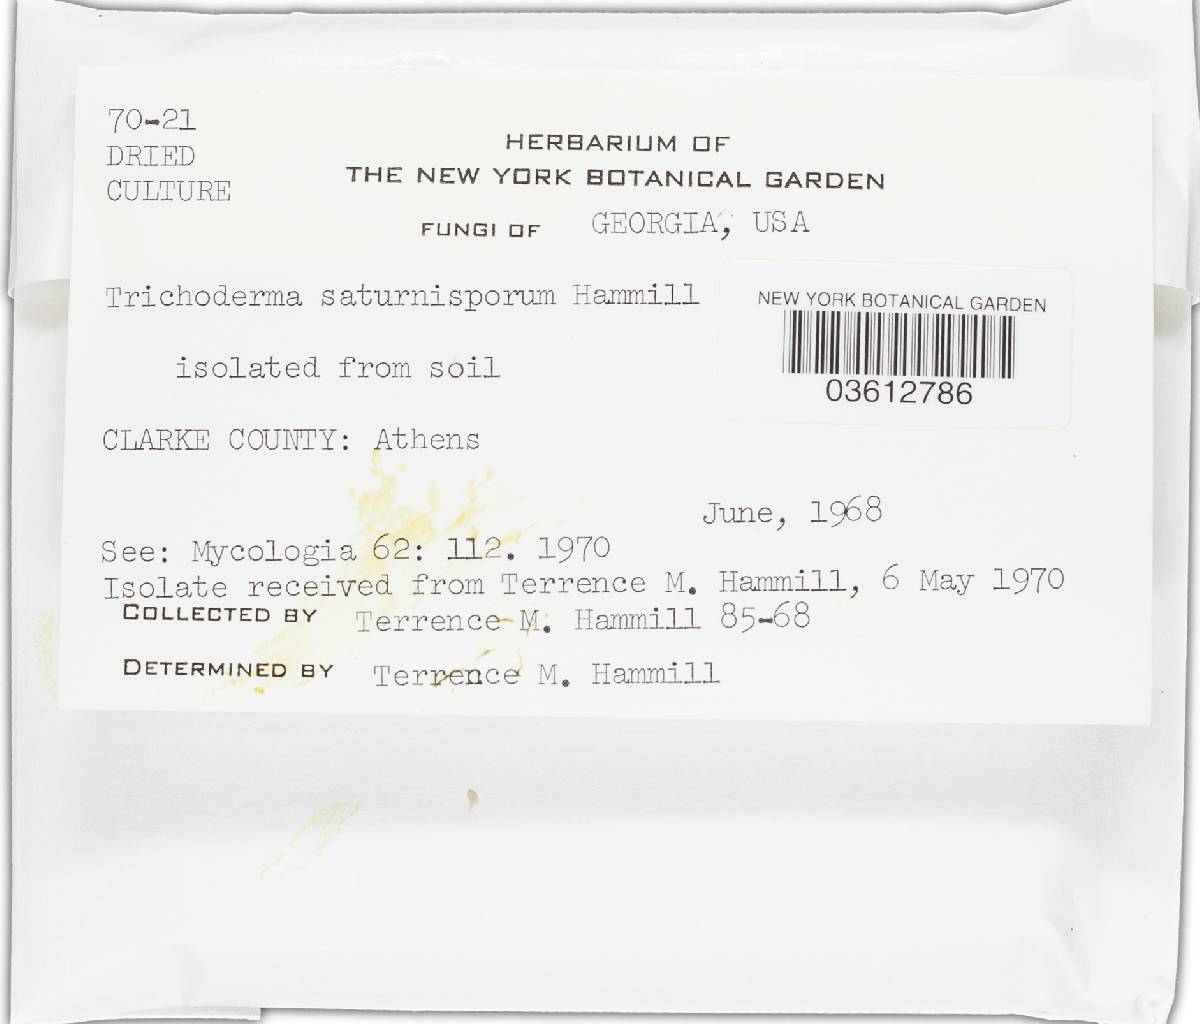 70-21
DRIED
CULTURE
HERBARIUM OF
THE NEW YORK BOTANICAL GARDEN
FUNGI OF GEORGIA, USA
Trichoderma saturnisporum Hammill
NEW YORK BOTANICAL GARDEN
03612786
isolated from soil
CLARKE COUNTY: Athens
June, 1968
See: Mycologia 62: 112. 1970
Isolate received from Terrence M. Hammill, 6 May 1970
COLLECTED BY Terrence M. Hammill 85-68
DETERMINED BY Terrence M. Hammill